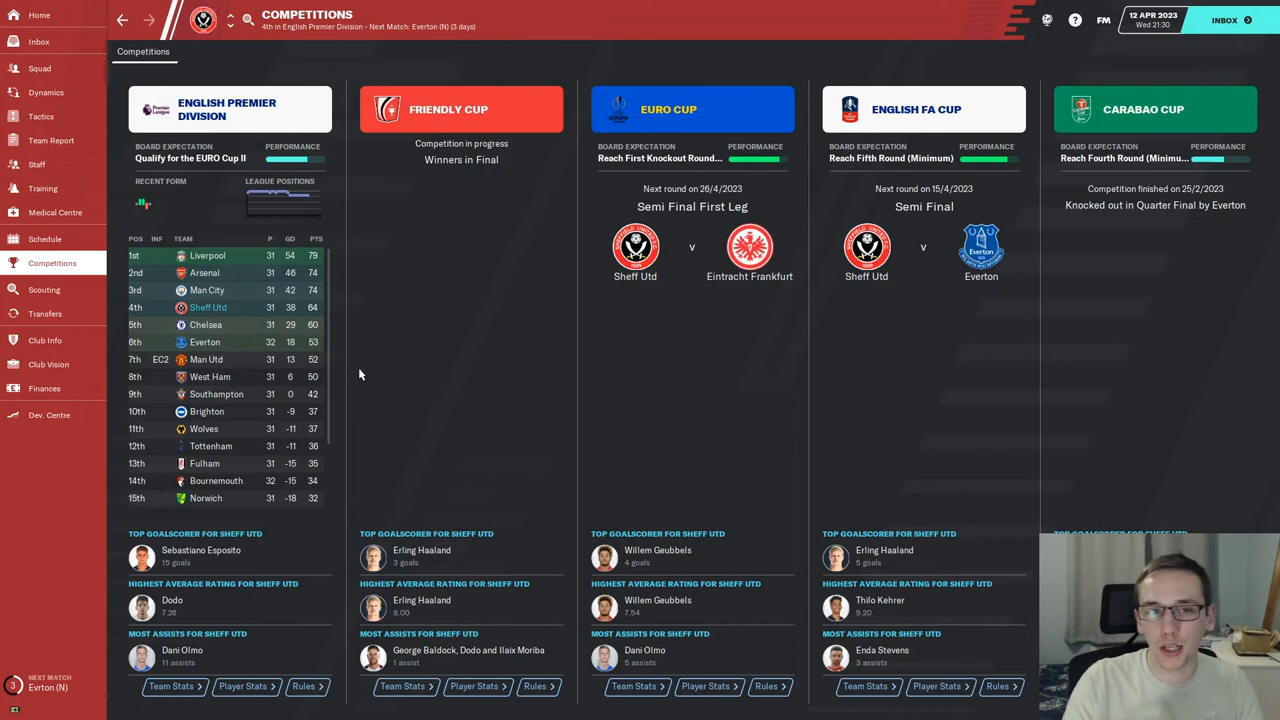 Home
Inbox
Squad
Dynamics
Tactics
Team Report
Staff
Training
Medical Centre
Schedule
Competitions
Scouting
Transfers
Club Info
Club Vision
Finances
Dev. Centre
NEXT MATCH
3 Evrton (N)
COMPETITIONS
4th in English Premier Division - Next Match: Everton (N) (3 days)
? FM 12 APR 2023 INBOX
Wed 21:30
Competitions
Premier League
ENGLISH PREMIER DIVISION
BOARD EXPECTATION PERFORMANCE
Qualify for the EURO Cup II
RECENT FORM LEAGUE POSITIONS
POS INF TEAM P GD PTS
1st Liverpool 31 54 79
2nd Arsenal 31 46 74
3rd Man City 31 42 74
4th Sheff Utd 31 38 64
5th Chelsea 31 29 60
6th Everton 32 18 53
7th EC2 Man Utd 31 13 52
8th West Ham 31 6 50
9th Southampton 31 0 42
10th Brighton 31 -9 37
11th Wolves 31 -11 37
12th Tottenham 31 -11 36
13th Fulham 31 -15 35
14th Bournemouth 32 -15 34
15th Norwich 31 -18 32
TOP GOALSCORER FOR SHEFF UTD
Sebastiano Esposito
15 goals
HIGHEST AVERAGE RATING FOR SHEFF UTD
Dodo
7.26
MOST ASSISTS FOR SHEFF UTD
Dani Olmo
11 assists
Team Stats Player Stats Rules
FRIENDLY CUP
Competition in progress
Winners in Final
TOP GOALSCORER FOR SHEFF UTD
Erling Haaland
3 goals
HIGHEST AVERAGE RATING FOR SHEFF UTD
Erling Haaland
8.00
MOST ASSISTS FOR SHEFF UTD
George Baldock, Dodo and Ilaix Moriba
1 assist
Team Stats Player Stats Rules
EURO CUP
BOARD EXPECTATION PERFORMANCE
Reach First Knockout Round...
Next round on 26/4/2023
Semi Final First Leg
v
Sheff Utd Eintracht Frankfurt
TOP GOALSCORER FOR SHEFF UTD
Willem Geubbels
4 goals
HIGHEST AVERAGE RATING FOR SHEFF UTD
Willem Geubbels
7.54
MOST ASSISTS FOR SHEFF UTD
Dani Olmo
5 assists
Team Stats Player Stats Rules
ENGLISH FA CUP
BOARD EXPECTATION PERFORMANCE
Reach Fifth Round (Minimum)
Next round on 15/4/2023
Semi Final
v
Sheff Utd Everton
TOP GOALSCORER FOR SHEFF UTD
Erling Haaland
5 goals
HIGHEST AVERAGE RATING FOR SHEFF UTD
Thilo Kehrer
9.20
MOST ASSISTS FOR SHEFF UTD
Enda Stevens
3 assists
Team Stats Player Stats Rules
CARABAO CUP
BOARD EXPECTATION PERFORMANCE
Reach Fourth Round (Minimu...
Competition finished on 25/2/2023
Knocked out in Quarter Final by Everton